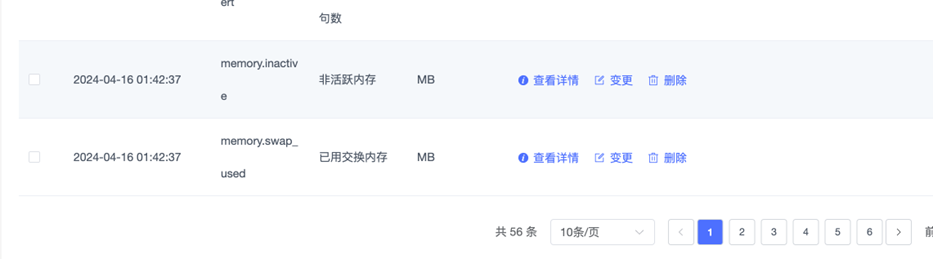 ert
句数
2024-04-16 01:42:37 memory.inactiv 非活跃内存 MB 查看详情 变更 删除
e
2024-04-16 01:42:37 memory.swap_ 已用交换内存 MB 查看详情 变更 删除
used
共 56 条 10条/页 1 2 3 4 5 6 前